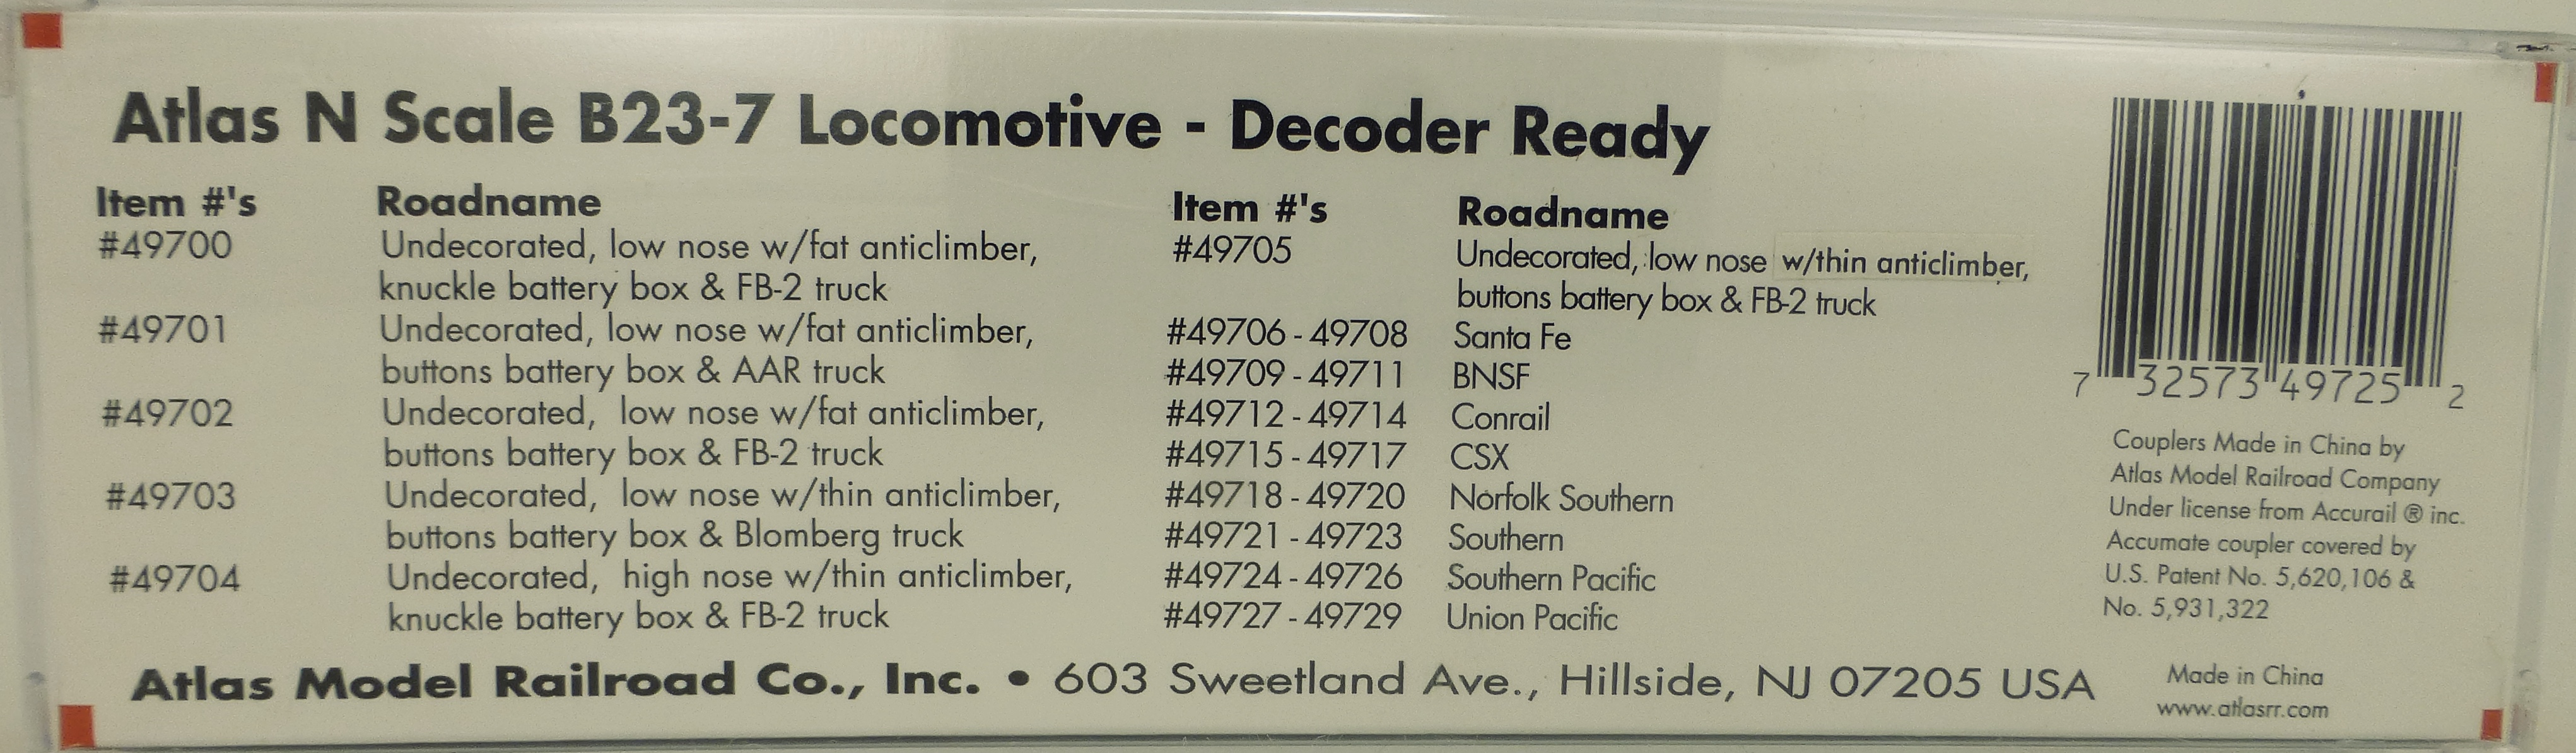 Atlas N Scale B23-7 Locomotive - Decoder Ready
Item #'s Roadname
#49700 Undecorated, low nose w/fat anticlimber,
knuckle battery box & FB-2 truck
#49701 Undecorated, low nose w/fat anticlimber,
buttons battery box & AAR truck
#49702 Undecorated, low nose w/fat anticlimber,
buttons battery box & FB-2 truck
#49703 Undecorated, low nose w/thin anticlimber,
buttons battery box & Blomberg truck
#49704 Undecorated, high nose w/thin anticlimber,
knuckle battery box & FB-2 truck
Item #'s Roadname
#49705 Undecorated, low nose w/thin anticlimber,
buttons battery box & FB-2 truck
#49706 - 49708 Santa Fe
#49709 - 49711 BNSF
#49712 - 49714 Conrail
#49715 - 49717 CSX
#49718 - 49720 Norfolk Southern
#49721 - 49723 Southern
#49724 - 49726 Southern Pacific
#49727 - 49729 Union Pacific
7 32573 49725 2
Couplers Made in China by
Atlas Model Railroad Company
Under license from Accurail ® inc.
Accumate coupler covered by
U.S. Patent No. 5,620,106 &
No. 5,931,322
Atlas Model Railroad Co., Inc. • 603 Sweetland Ave., Hillside, NJ 07205 USA
Made in China
www.atlasrr.com